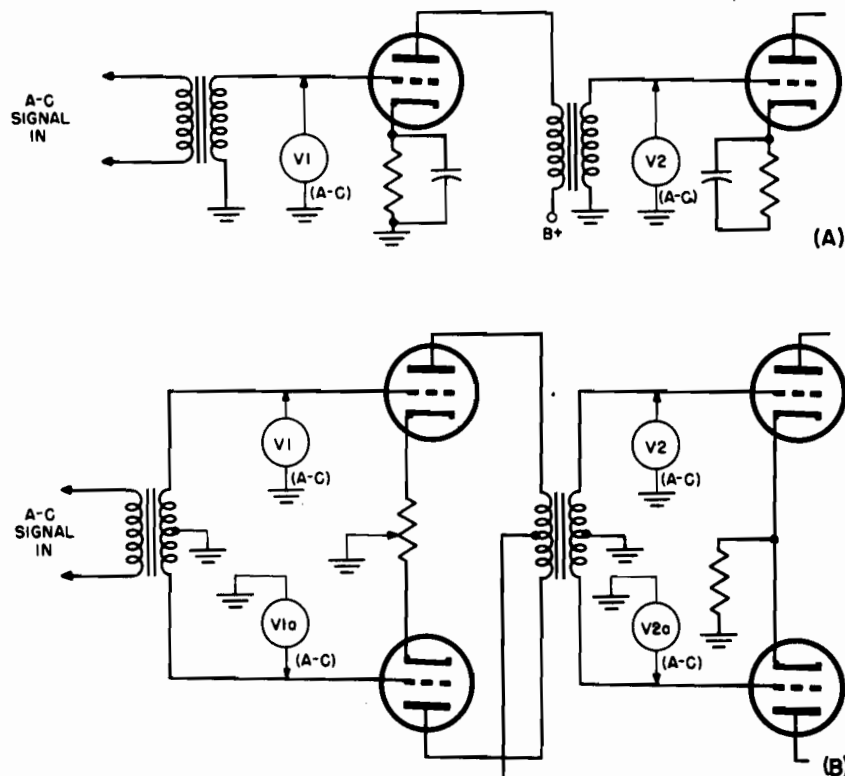 A-C
SIGNAL
IN
V1
(A-C)
B+
V2
(A-C)
(A)
A-C
SIGNAL
IN
V1
(A-C)
V1a
(A-C)
V2
(A-C)
V2a
(A-C)
(B)